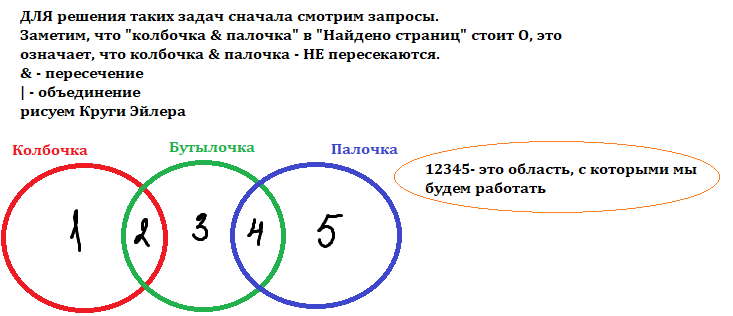 ДЛЯ решения таких задач сначала смотрим запросы.
Заметим, что "колбочка & палочка" в "Найдено страниц" стоит О, это
означает, что колбочка & палочка - НЕ пересекаются.
& - пересечение
| - объединение
рисуем Круги Эйлера
Колбочка
Бутылочка
Палочка
12345- это область, с которыми мы
будем работать
1 2 3 4 5